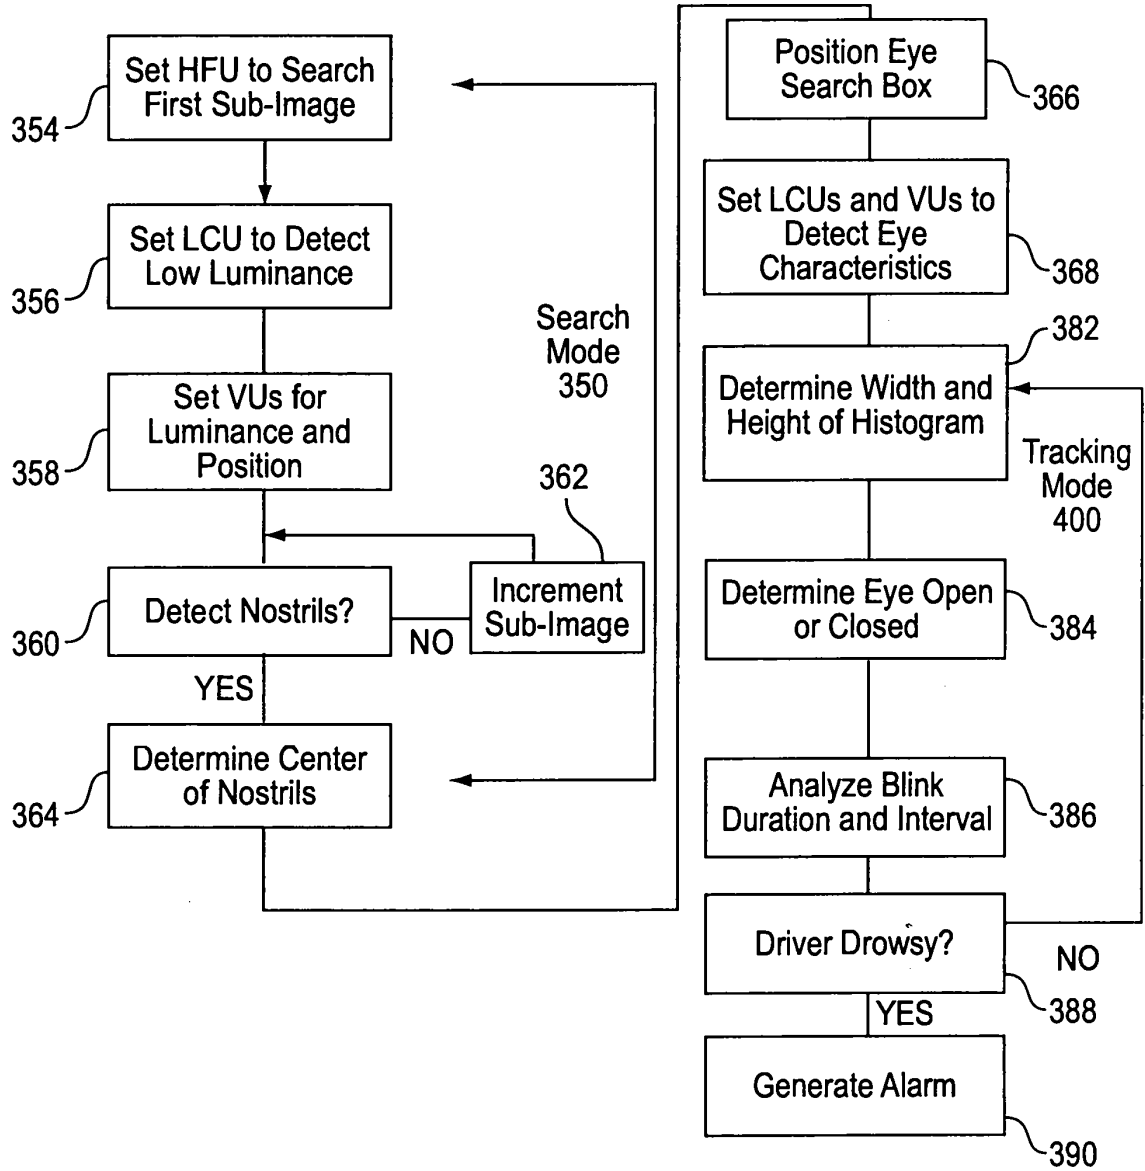 Set HFU to Search
First Sub-Image
354
Set LCU to Detect
Low Luminance
356
Set VUs for
Luminance and
Position
358
Search
Mode
350
362
Detect Nostrils?
360
NO
Increment
Sub-Image
YES
Determine Center
of Nostrils
364
Position Eye
Search Box
366
Set LCUs and VUs to
Detect Eye
Characteristics
368
382
Determine Width and
Height of Histogram
Tracking
Mode
400
Determine Eye Open
or Closed
384
Analyze Blink
Duration and Interval
386
Driver Drowsy?
NO
388
YES
Generate Alarm
390